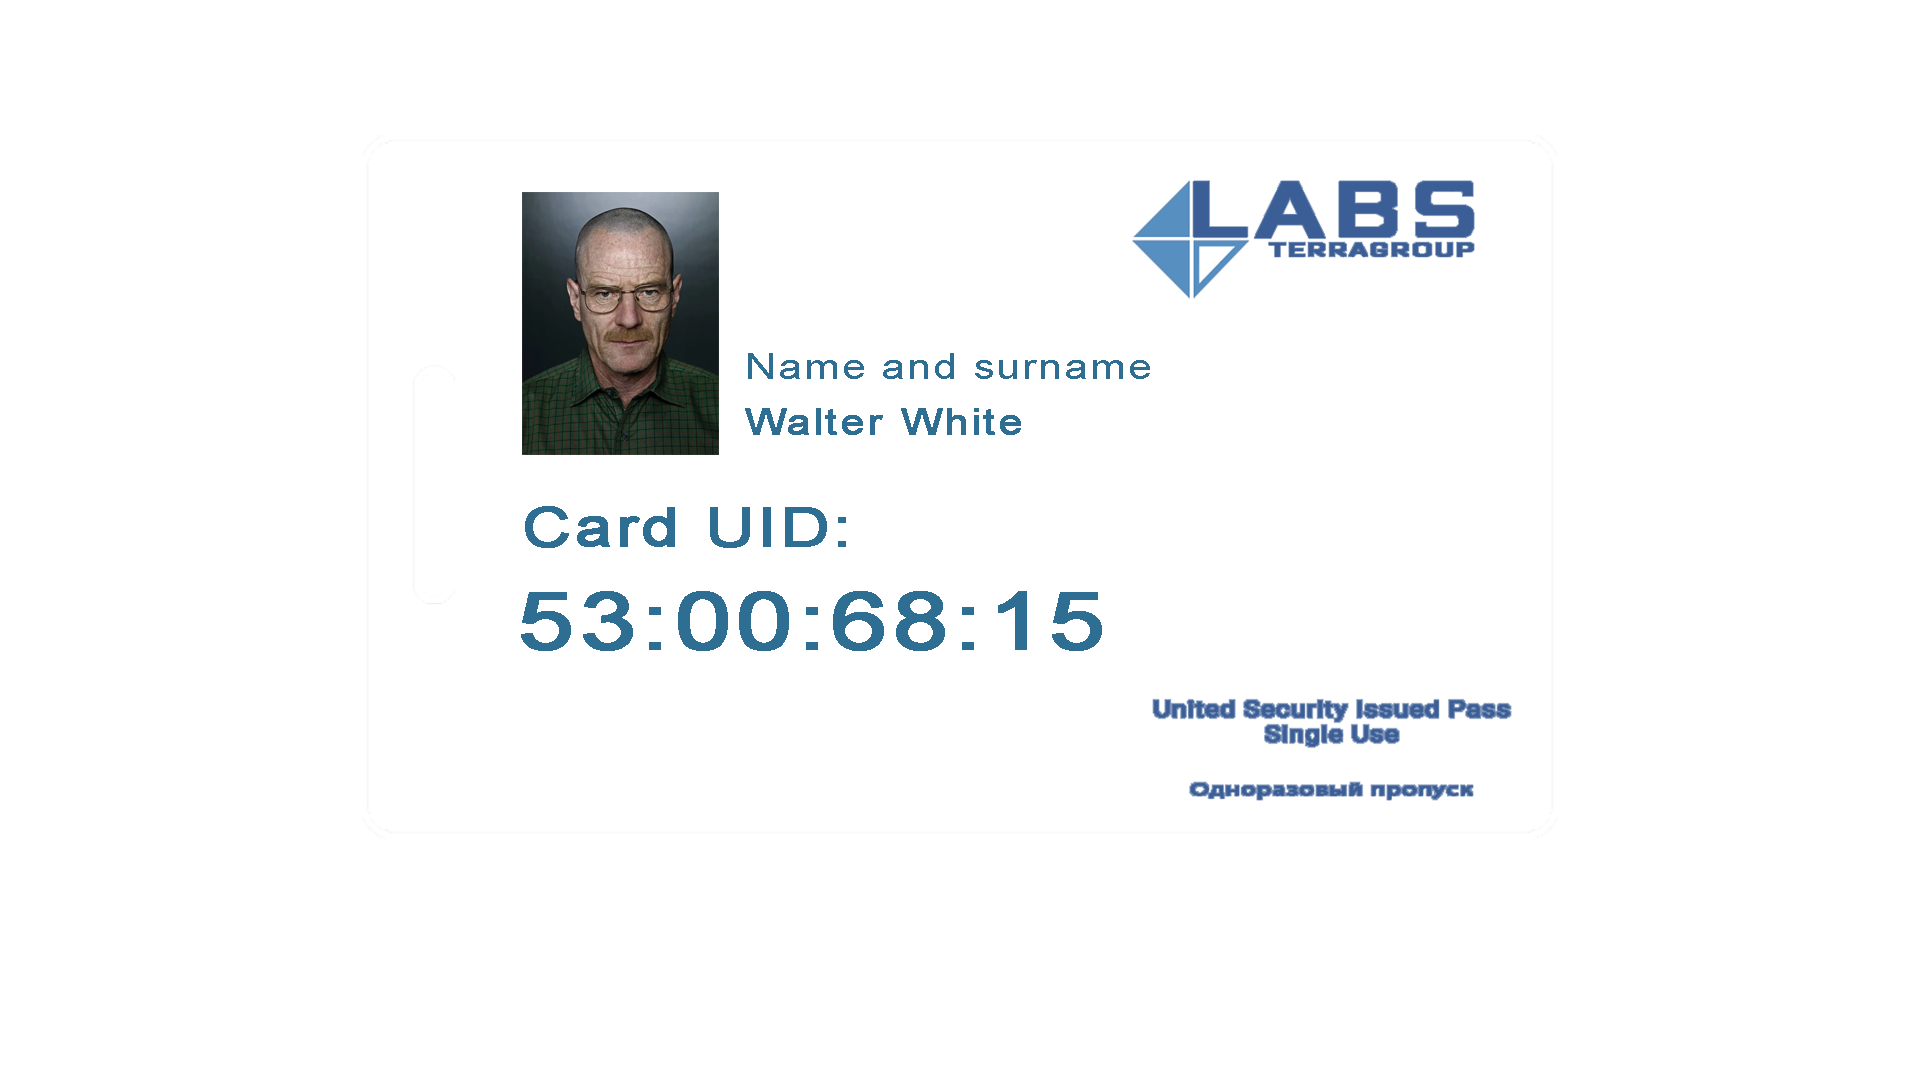 LABS
TERRAGROUP
Name and surname
Walter White
Card UID:
53:00:68:15
United Security Issued Pass
Single Use
Одноразовый пропуск